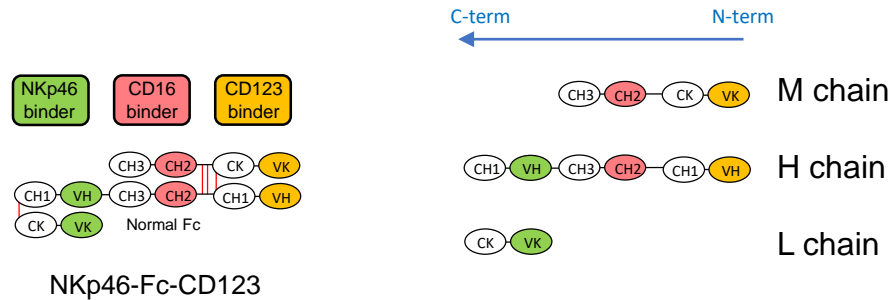 C-term N-term
NKp46 binder
CD16 binder
CD123 binder
CH3 CH2 CK VK
CH1 VH CH3 CH2 CH1 VH
CK VK
Normal Fc
NKp46-Fc-CD123
CH3 CH2 CK VK M chain
CH1 VH CH3 CH2 CH1 VH H chain
CK VK L chain